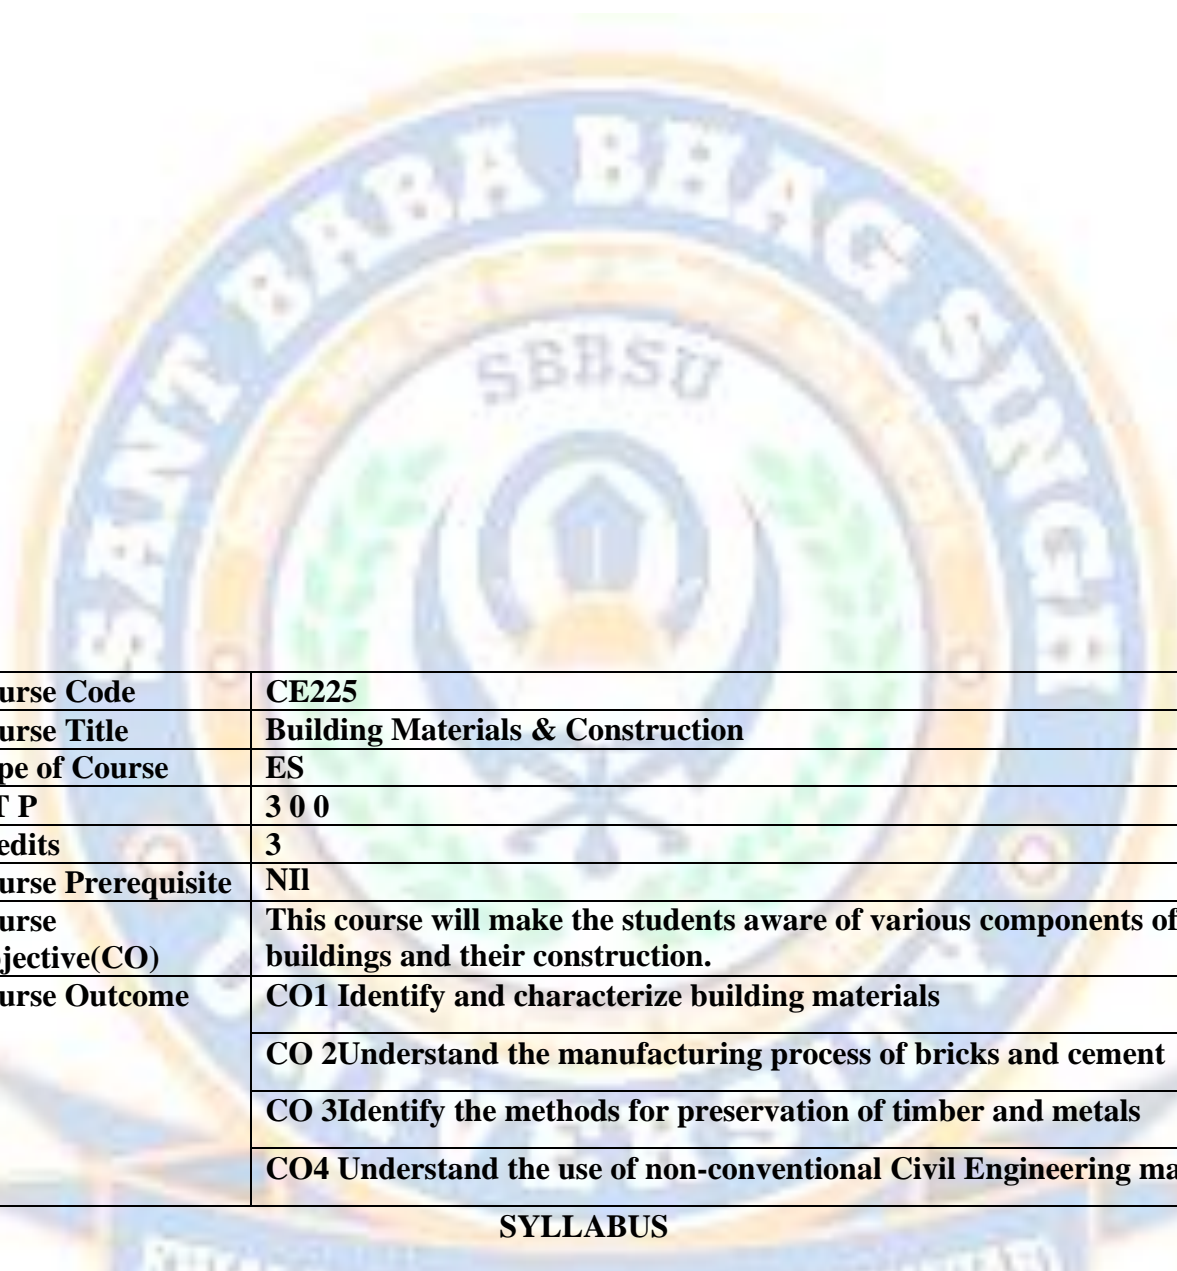 SANT BABA BHAG SINGH
SBBSU
urse Code CE225
urse Title Building Materials & Construction
pe of Course ES
T P 3 0 0
edits 3
urse Prerequisite NIl
urse This course will make the students aware of various components of
jective(CO) buildings and their construction.
urse Outcome CO1 Identify and characterize building materials
CO 2Understand the manufacturing process of bricks and cement
CO 3Identify the methods for preservation of timber and metals
CO4 Understand the use of non-conventional Civil Engineering ma
SYLLABUS